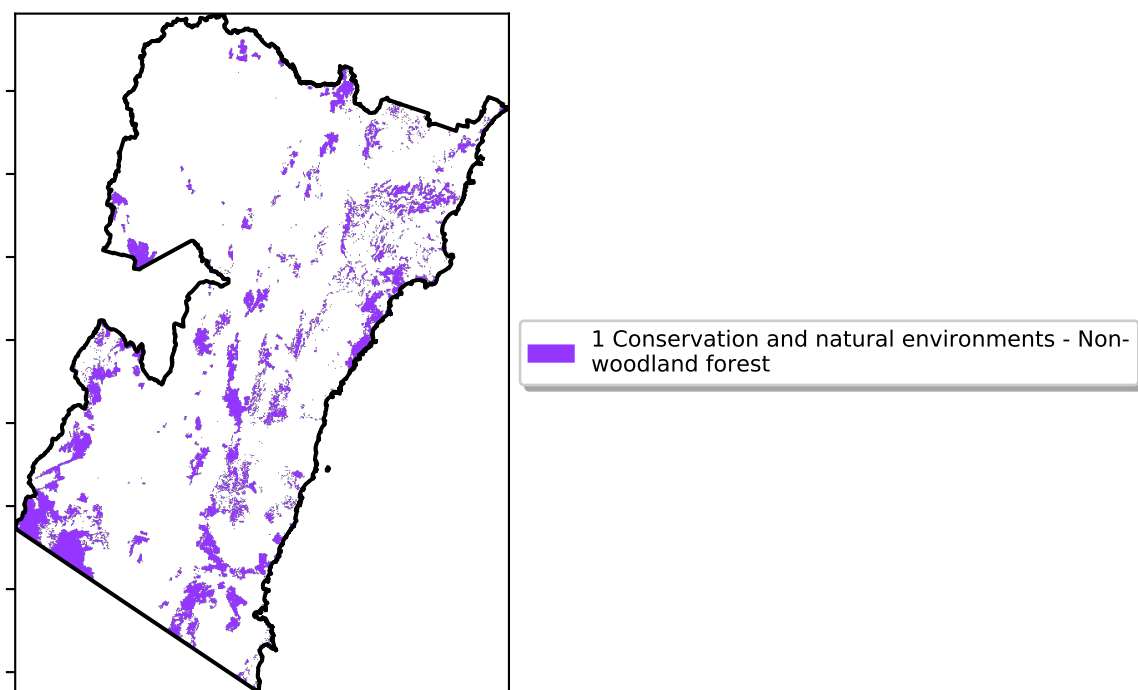 1 Conservation and natural environments - Non-
woodland forest